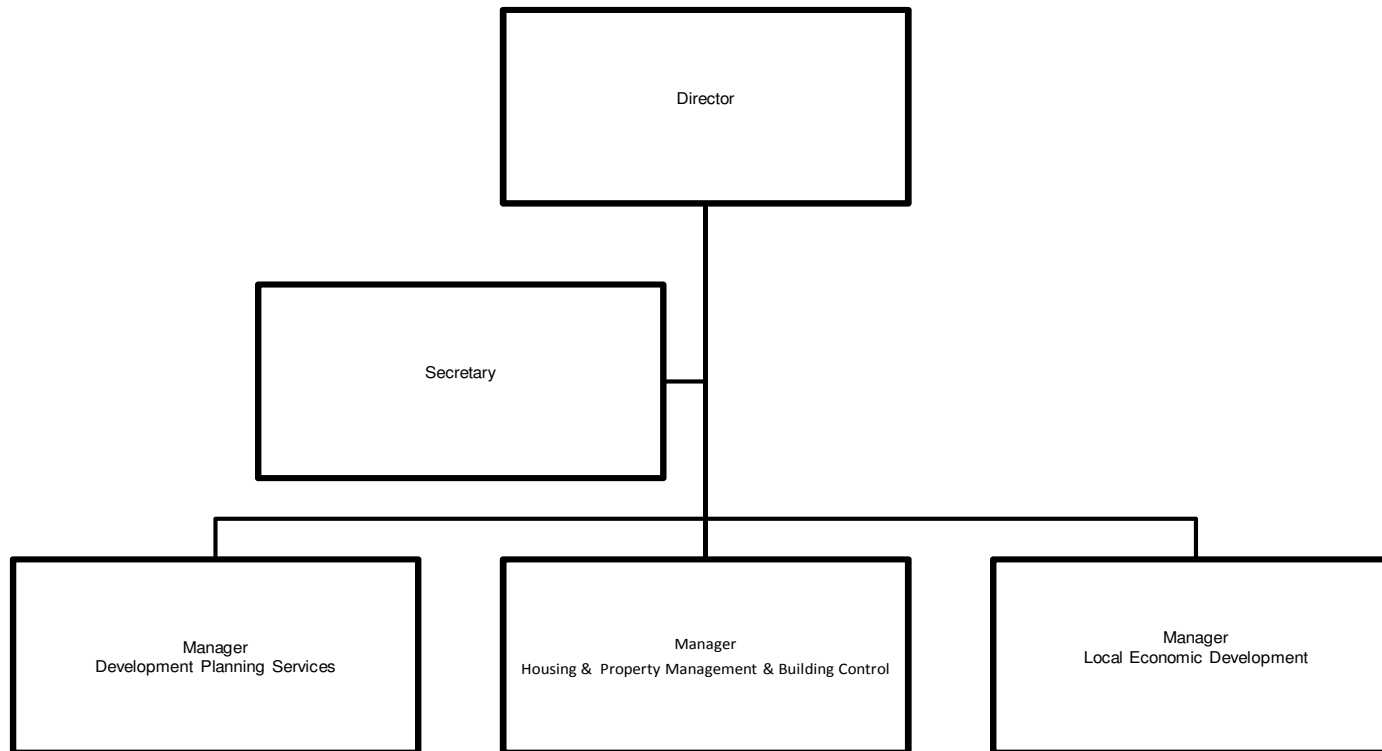 Director
Secretary
Manager
Development Planning Services
Manager
Housing & Property Management & Building Control
Manager
Local Economic Development